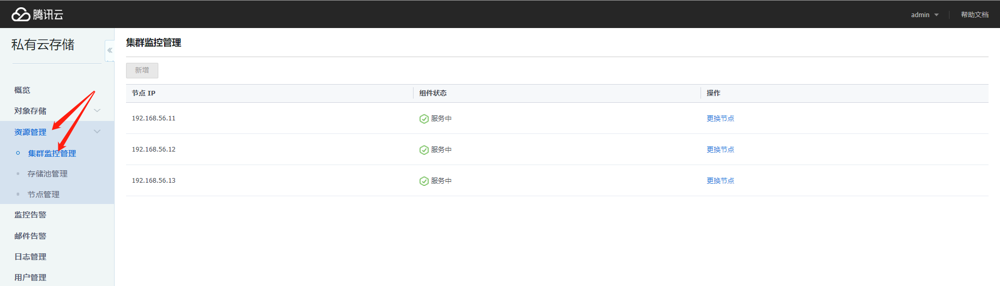 腾讯云
admin
帮助文档
私有云存储
概览
对象存储
资源管理
集群监控管理
存储池管理
节点管理
监控告警
邮件告警
日志管理
用户管理
集群监控管理
新增
节点 IP 组件状态 操作
192.168.56.11 服务中 更换节点
192.168.56.12 服务中 更换节点
192.168.56.13 服务中 更换节点